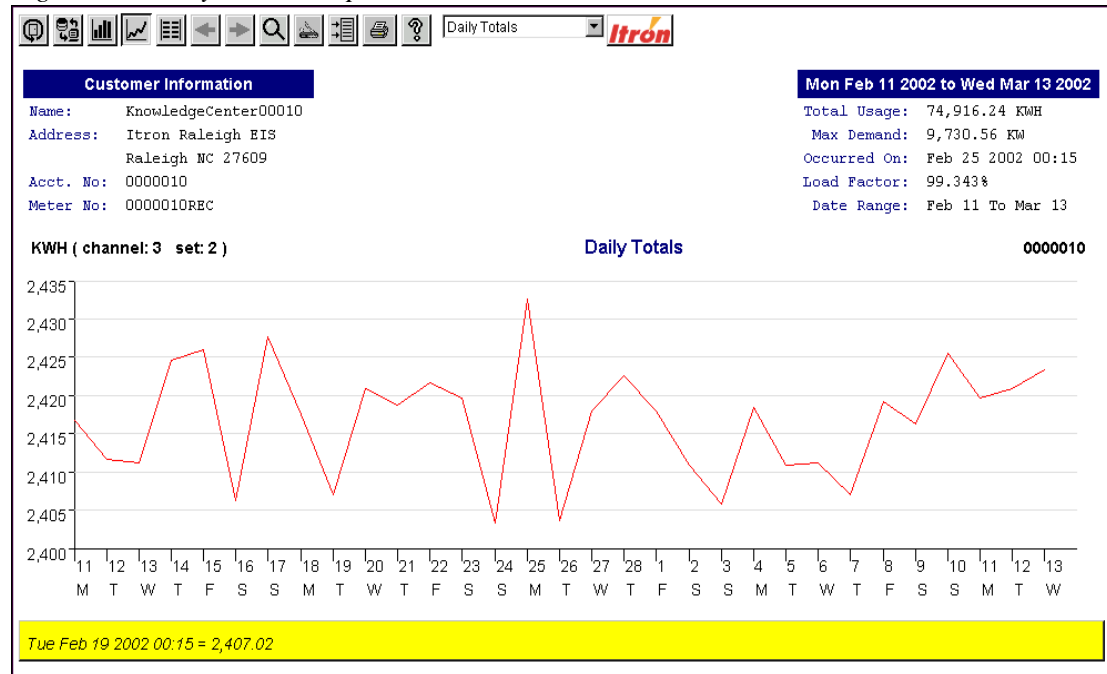 Daily Totals
Itron
Customer Information
Name: KnowledgeCenter00010
Address: Itron Raleigh EIS
Raleigh NC 27609
Acct. No: 0000010
Meter No: 0000010REC
Mon Feb 11 2002 to Wed Mar 13 2002
Total Usage: 74,916.24 KWH
Max Demand: 9,730.56 KW
Occurred On: Feb 25 2002 00:15
Load Factor: 99.343%
Date Range: Feb 11 To Mar 13
KWH ( channel: 3 set: 2 )
Daily Totals
0000010
2,435
2,430
2,425
2,420
2,415
2,410
2,405
2,400
11 12 13 14 15 16 17 18 19 20 21 22 23 24 25 26 27 28 1 2 3 4 5 6 7 8 9 10 11 12 13
M T W T F S S M T W T F S S M T W T F S S M T W T F S S M T W
Tue Feb 19 2002 00:15 = 2,407.02